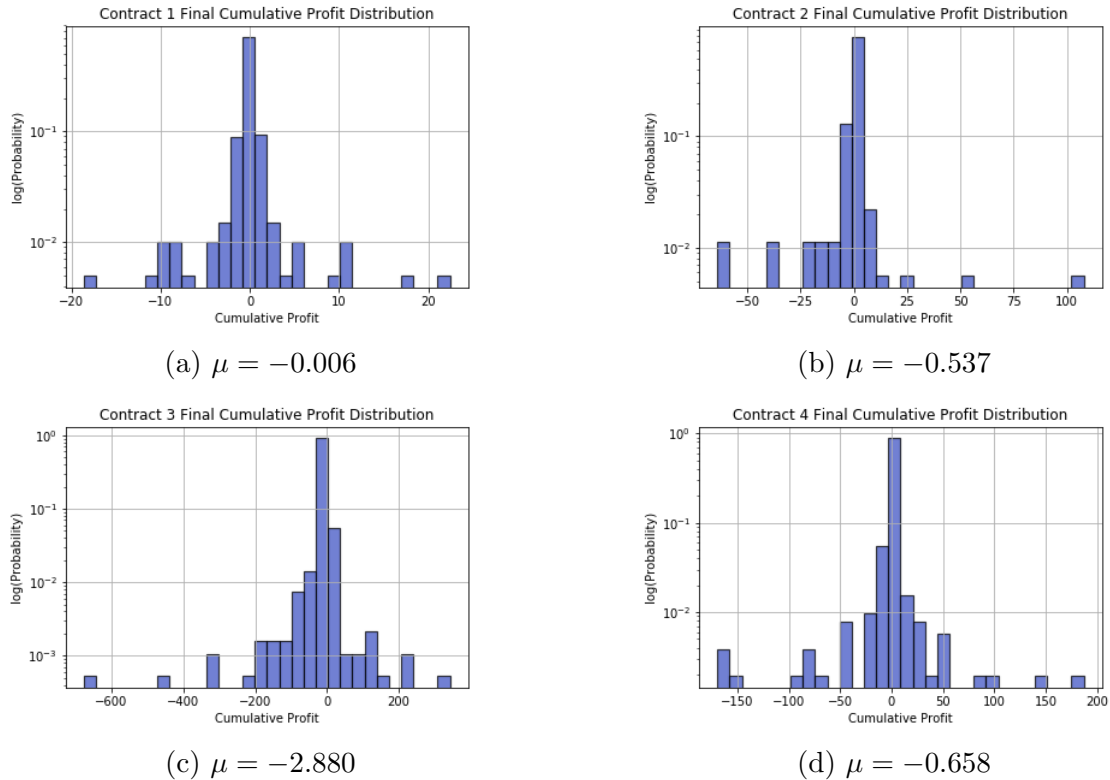 Contract 1 Final Cumulative Profit Distribution
log(Probability)
10⁻¹
10⁻²
−20 −10 0 10 20
Cumulative Profit
(a) μ = −0.006
Contract 2 Final Cumulative Profit Distribution
log(Probability)
10⁻¹
10⁻²
−50 −25 0 25 50 75 100
Cumulative Profit
(b) μ = −0.537
Contract 3 Final Cumulative Profit Distribution
log(Probability)
10⁰
10⁻¹
10⁻²
10⁻³
−600 −400 −200 0 200
Cumulative Profit
(c) μ = −2.880
Contract 4 Final Cumulative Profit Distribution
log(Probability)
10⁰
10⁻¹
10⁻²
−150 −100 −50 0 50 100 150 200
Cumulative Profit
(d) μ = −0.658